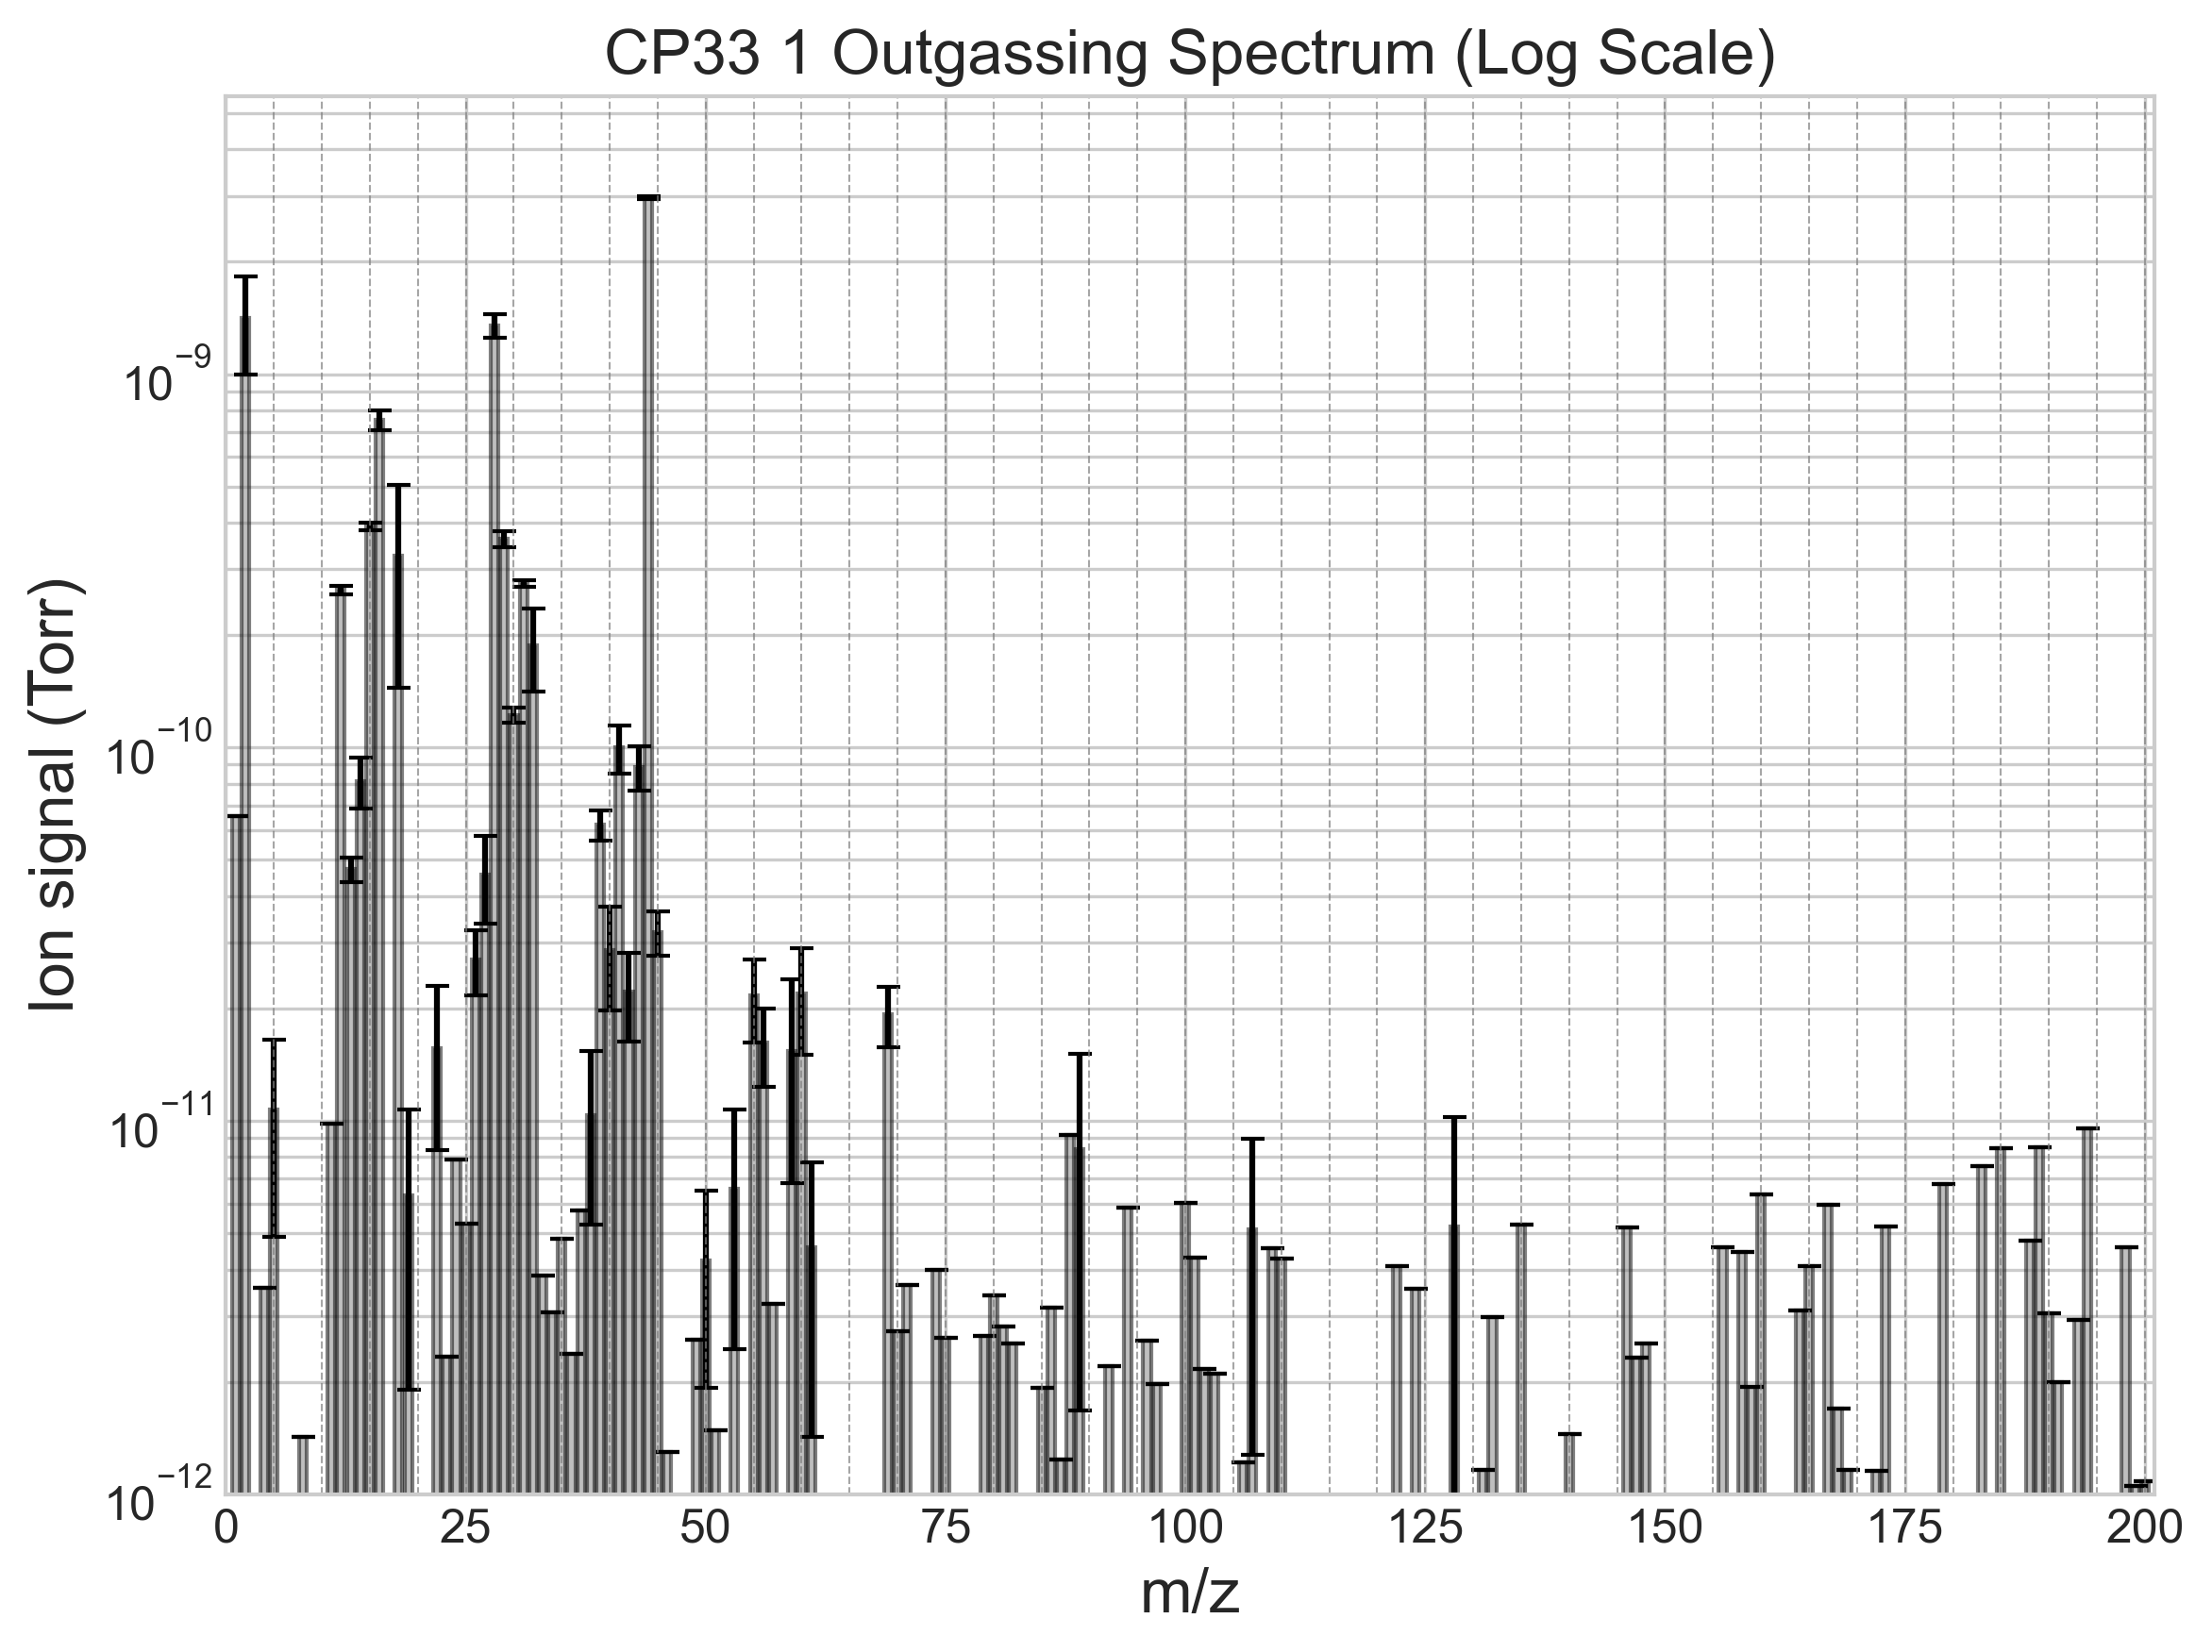 CP33 1 Outgassing Spectrum (Log Scale)
Ion signal (Torr)
10⁻⁹
10⁻¹⁰
10⁻¹¹
10⁻¹²
0 25 50 75 100 125 150 175 200
m/z